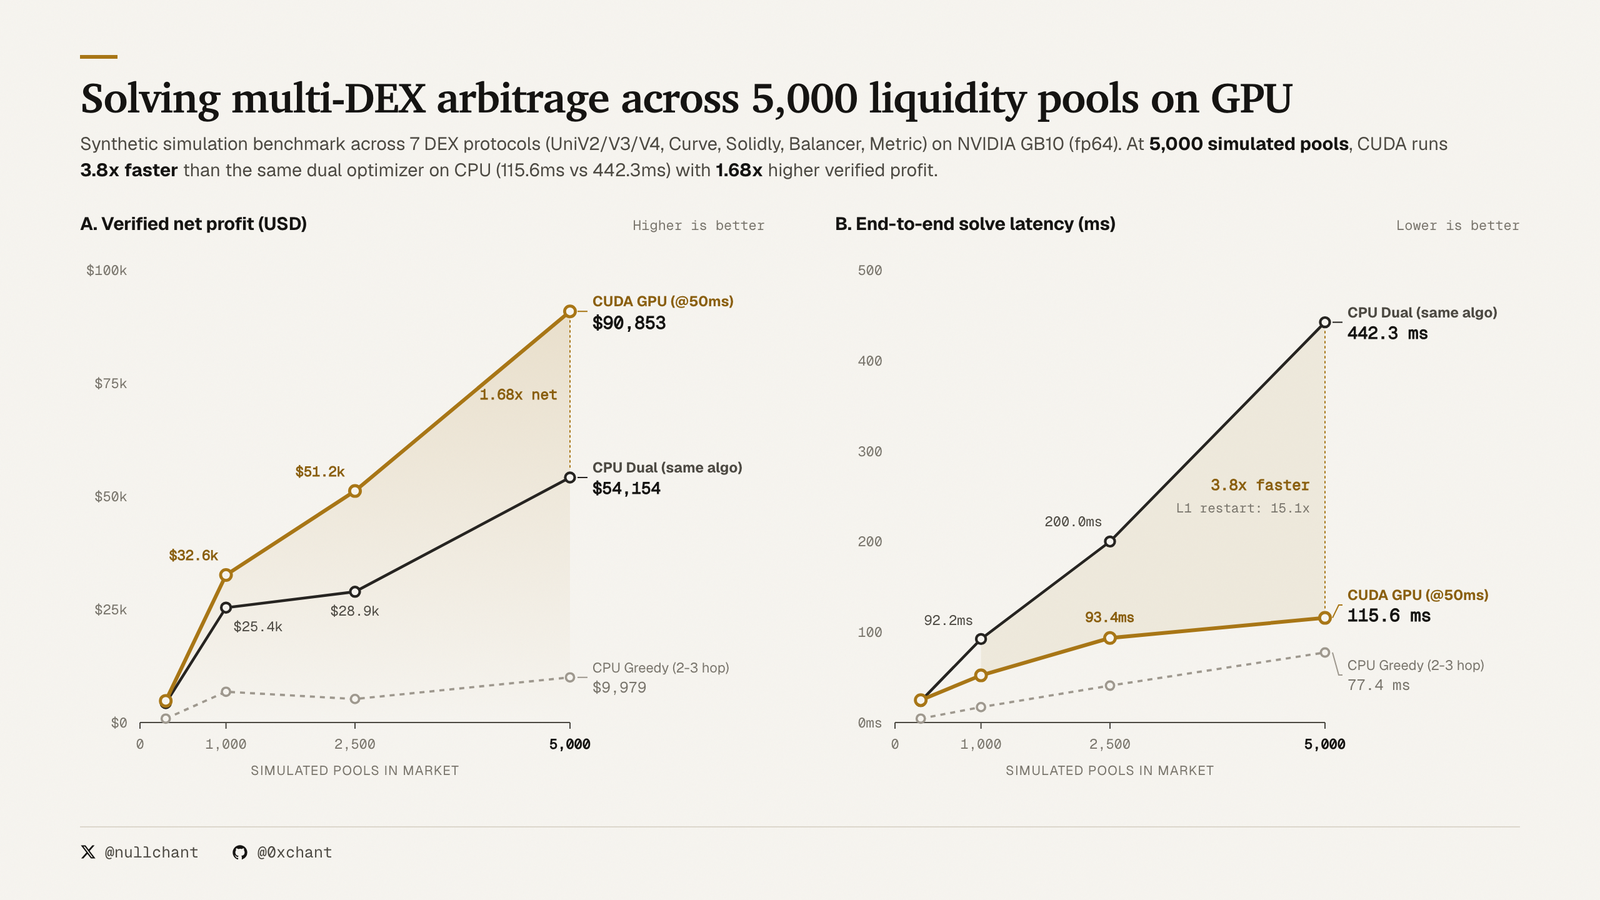 Solving multi-DEX arbitrage across 5,000 liquidity pools on GPU
Synthetic simulation benchmark across 7 DEX protocols (UniV2/V3/V4, Curve, Solidly, Balancer, Metric) on NVIDIA GB10 (fp64). At 5,000 simulated pools, CUDA runs
3.8x faster than the same dual optimizer on CPU (115.6ms vs 442.3ms) with 1.68x higher verified profit.
A. Verified net profit (USD)
Higher is better
$100k
$75k
$50k
$25k
$0
CUDA GPU (@50ms)
$90,853
1.68x net
CPU Dual (same algo)
$54,154
$51.2k
$32.6k
$25.4k
$28.9k
CPU Greedy (2-3 hop)
$9,979
0
1,000
2,500
5,000
SIMULATED POOLS IN MARKET
B. End-to-end solve latency (ms)
Lower is better
500
400
300
200
100
0ms
CPU Dual (same algo)
442.3 ms
3.8x faster
L1 restart: 15.1x
200.0ms
92.2ms
93.4ms
CUDA GPU (@50ms)
115.6 ms
CPU Greedy (2-3 hop)
77.4 ms
0
1,000
2,500
5,000
SIMULATED POOLS IN MARKET
@nullchant
@0xchant